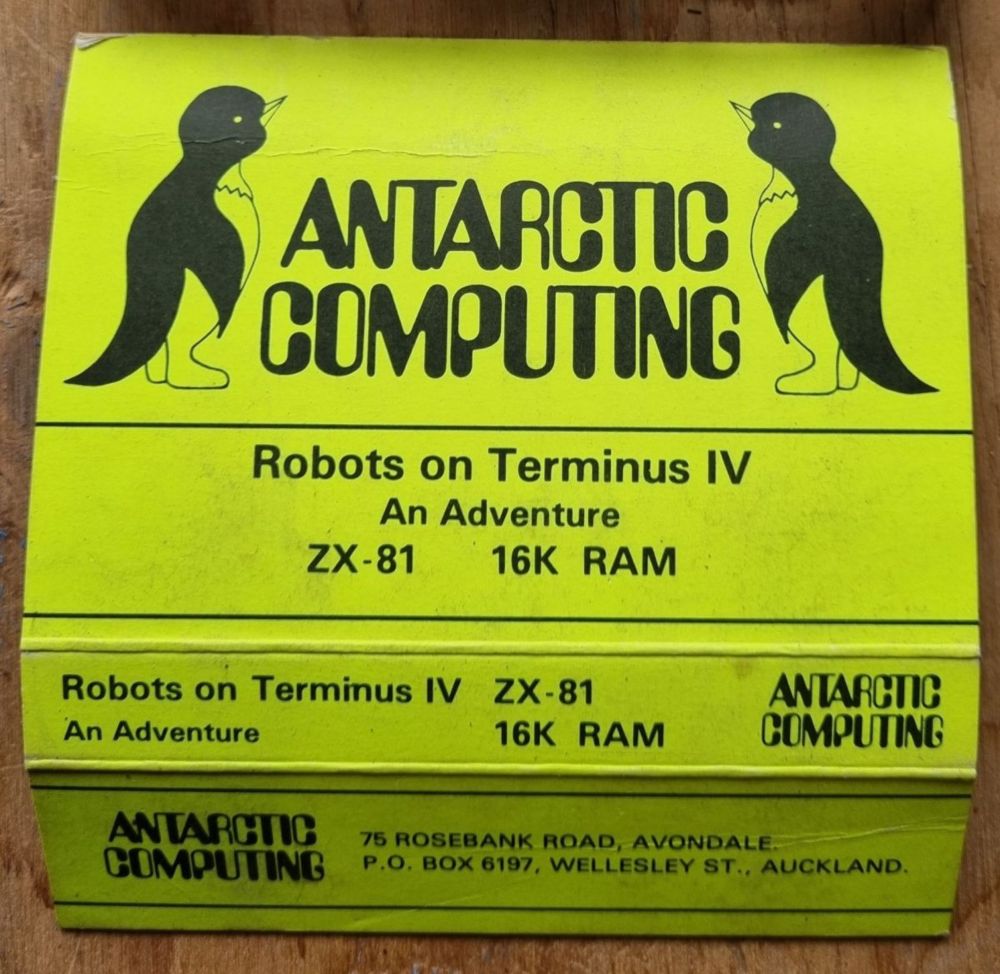 ANTARCTIC
COMPUTING
Robots on Terminus IV
An Adventure
ZX-81 16K RAM
Robots on Terminus IV ZX-81
An Adventure 16K RAM
ANTARCTIC
COMPUTING
ANTARCTIC
COMPUTING
75 ROSEBANK ROAD, AVONDALE.
P.O. BOX 6197, WELLESLEY ST., AUCKLAND.